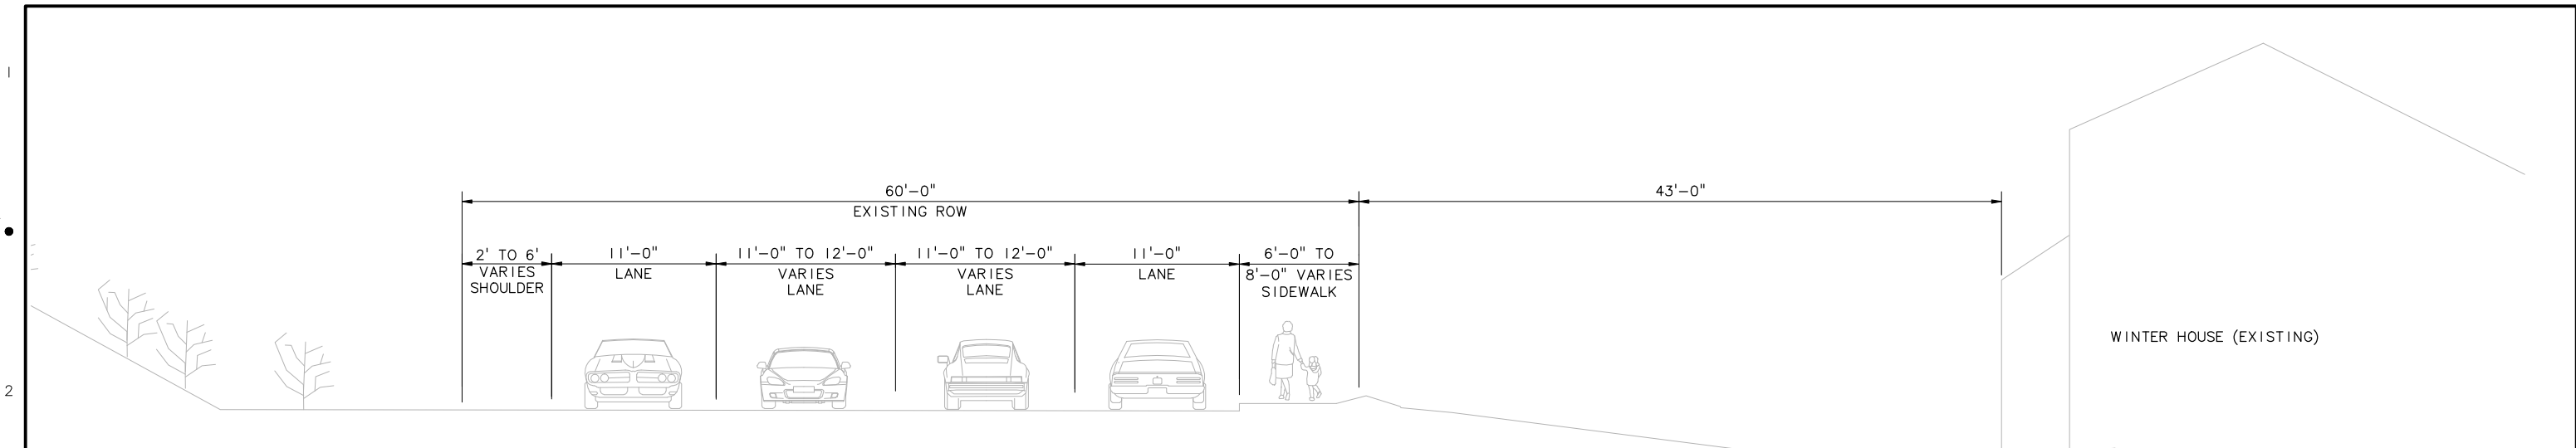 1
60'-0"
EXISTING ROW
43'-0"
2' TO 6'
VARIES
SHOULDER
11'-0"
LANE
11'-0" TO 12'-0"
VARIES
LANE
11'-0" TO 12'-0"
VARIES
LANE
11'-0"
LANE
6'-0" TO
8'-0" VARIES
SIDEWALK
WINTER HOUSE (EXISTING)
2